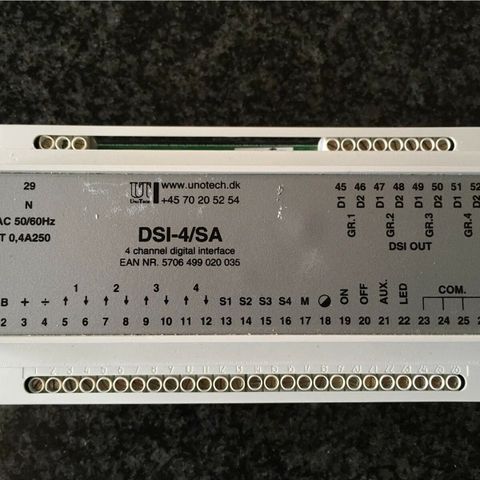 29
N
AC 50/60Hz
T 0,4A250
UT
UnoTech
www.unotech.dk
+45 70 20 52 54
DSI-4/SA
4 channel digital interface
EAN NR. 5706 499 020 035
45 46 47 48 49 50 51 52
D1 D2 D1 D2 D1 D2 D1 D2
GR.1 GR.2 GR.3 GR.4
DSI OUT
1 2 3 4
B + ÷ ↑ ↓ ↑ ↓ ↑ ↓ ↑ ↓ S1 S2 S3 S4 M ON OFF AUX. LED COM.
2 3 4 5 6 7 8 9 10 11 12 13 14 15 16 17 18 19 20 21 22 23 24 25